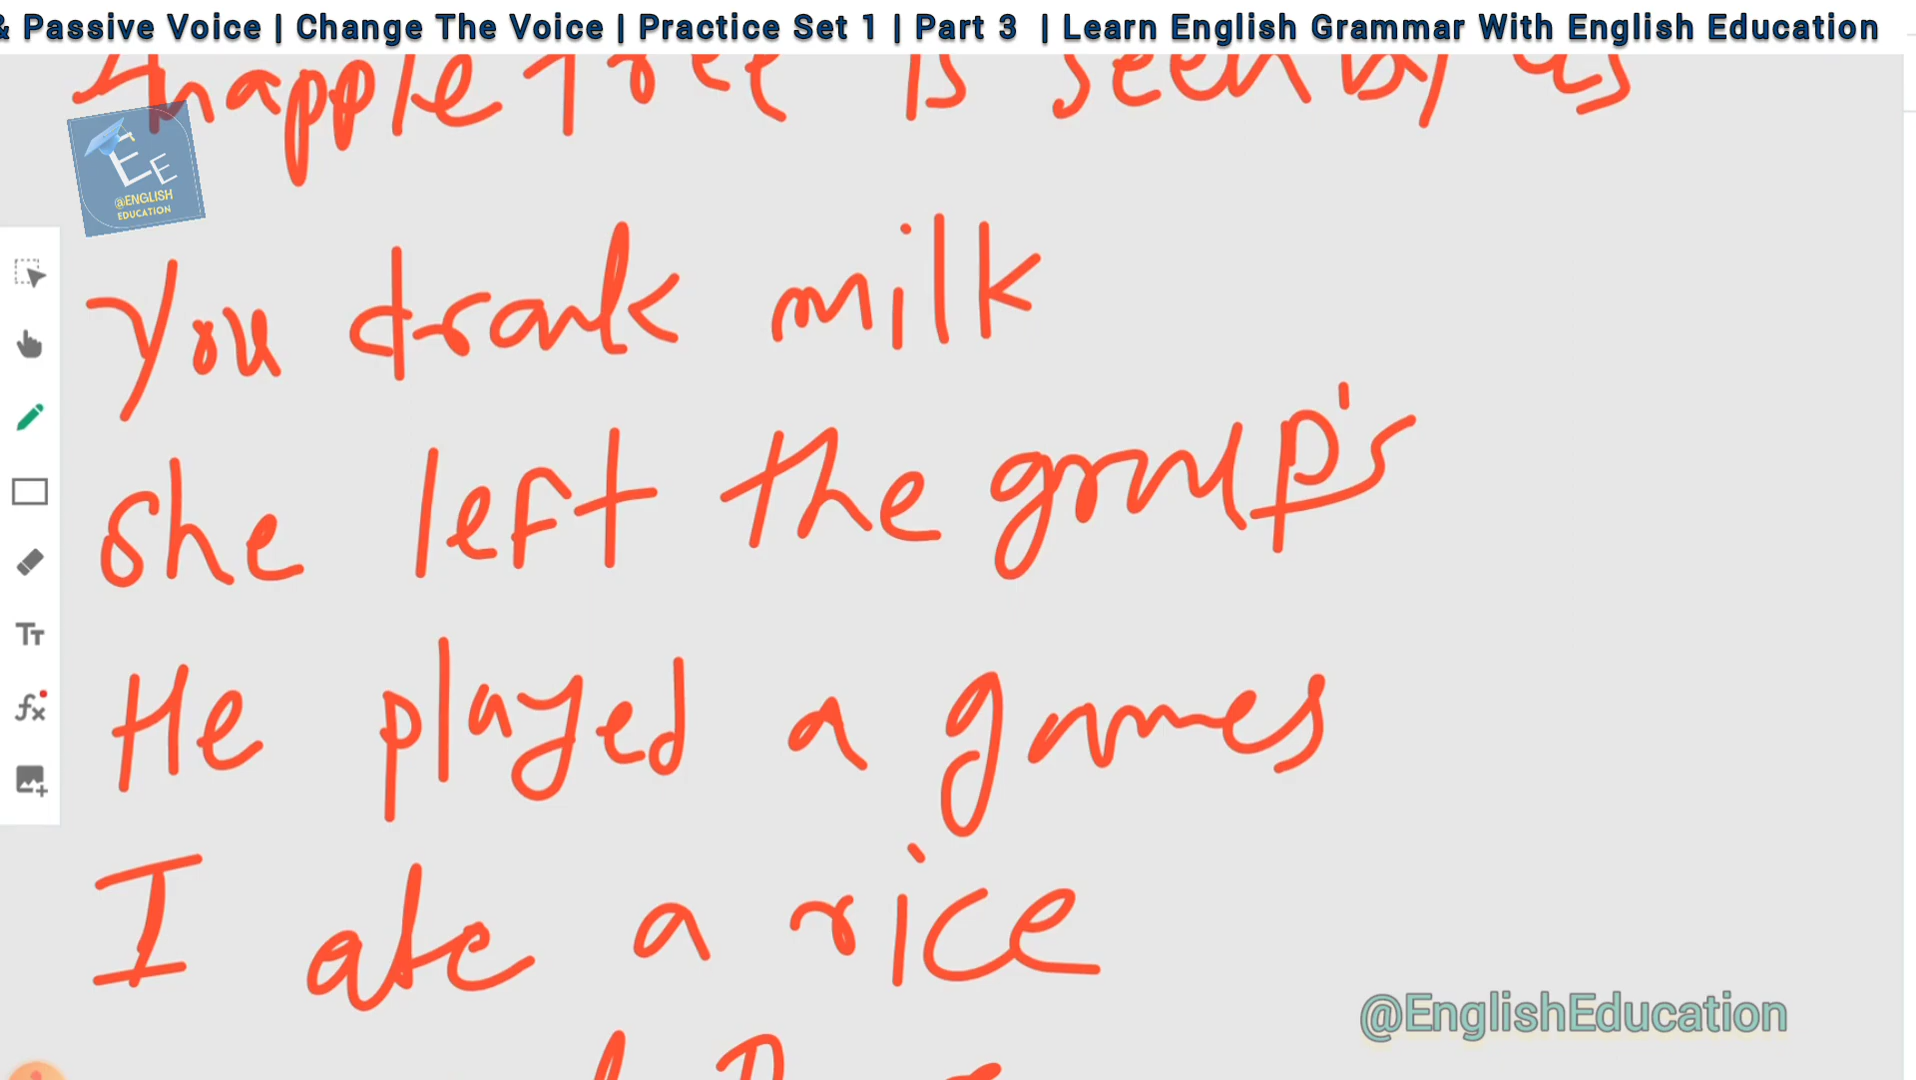 & Passive Voice | Change The Voice | Practice Set 1 | Part 3 | Learn English Grammar With English Education
An apple Tree is seen by us
EE
@ENGLISH
EDUCATION
You drank milk
She left the group's
He played a games
I ate a rice
@EnglishEducation